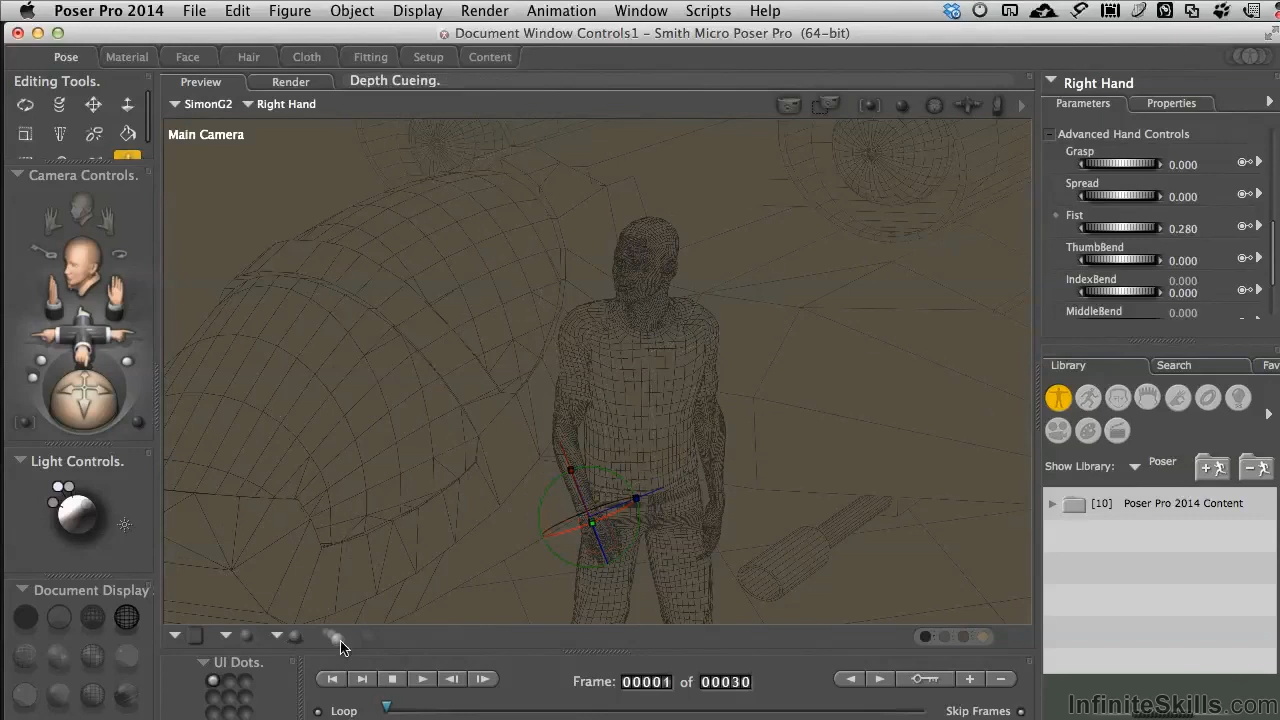 Poser Pro 2014 File Edit Figure Object Display Render Animation Window Scripts Help
Document Window Controls1 - Smith Micro Poser Pro (64-bit)
Pose Material Face Hair Cloth Fitting Setup Content
Editing Tools.
Preview Render Depth Cueing.
SimonG2 Right Hand
Main Camera
Camera Controls.
Light Controls.
Document Display
UI Dots.
Frame: 00001 of 00030
Loop
Skip Frames
Right Hand
Parameters Properties
Advanced Hand Controls
Grasp
0.000
Spread
0.000
Fist
0.280
ThumbBend
0.000
IndexBend 0.000
0.000
MiddleBend 0.000
Library Search Fav
Show Library: Poser
[10] Poser Pro 2014 Content
InfiniteSkills.com